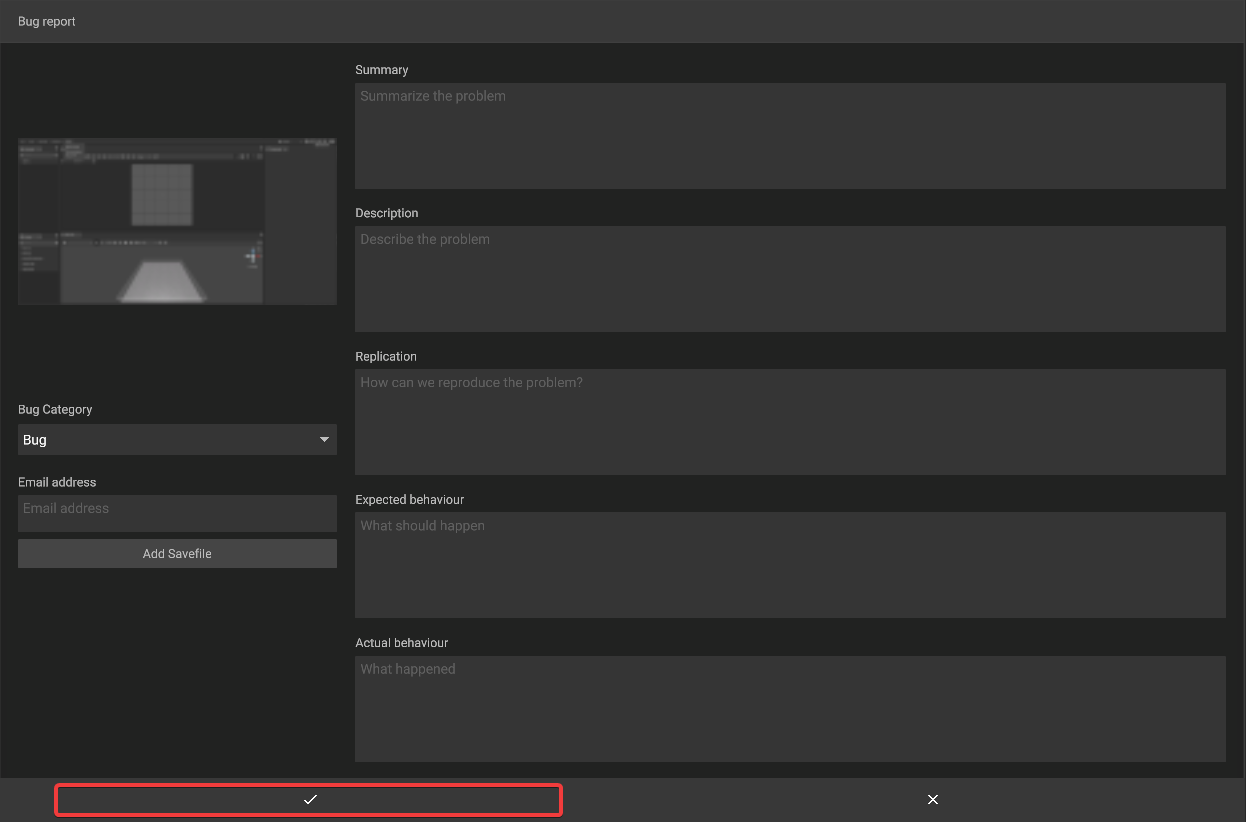 Bug report
Summary
Summarize the problem
Description
Describe the problem
Replication
How can we reproduce the problem?
Bug Category
Bug
Email address
Email address
Add Savefile
Expected behaviour
What should happen
Actual behaviour
What happened